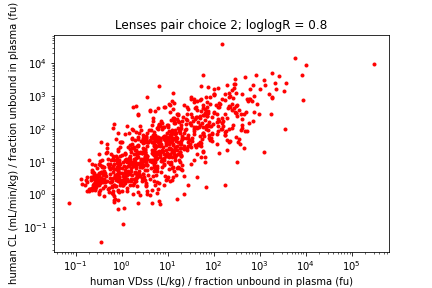 Lenses pair choice 2; loglogR = 0.8
human CL (mL/min/kg) / fraction unbound in plasma (fu)
10⁴
10³
10²
10¹
10⁰
10⁻¹
10⁻¹ 10⁰ 10¹ 10² 10³ 10⁴ 10⁵
human VDss (L/kg) / fraction unbound in plasma (fu)